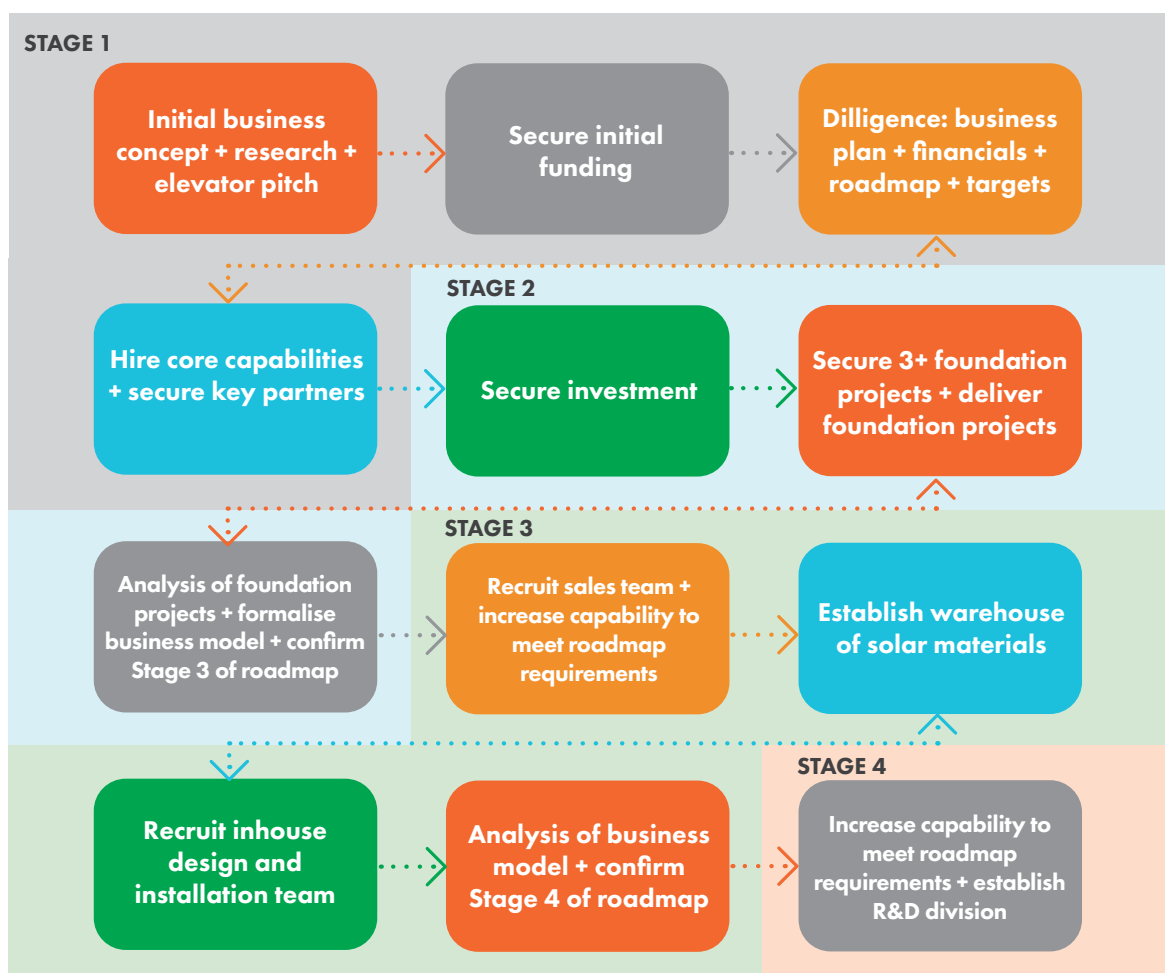 STAGE 1
Initial business
concept + research +
elevator pitch
Secure initial
funding
Dilligence: business
plan + financials +
roadmap + targets
Hire core capabilities
+ secure key partners
STAGE 2
Secure investment
Secure 3+ foundation
projects + deliver
foundation projects
Analysis of foundation
projects + formalise
business model + confirm
Stage 3 of roadmap
STAGE 3
Recruit sales team +
increase capability to
meet roadmap
requirements
Establish warehouse
of solar materials
Recruit inhouse
design and
installation team
Analysis of business
model + confirm
Stage 4 of roadmap
STAGE 4
Increase capability to
meet roadmap
requirements + establish
R&D division